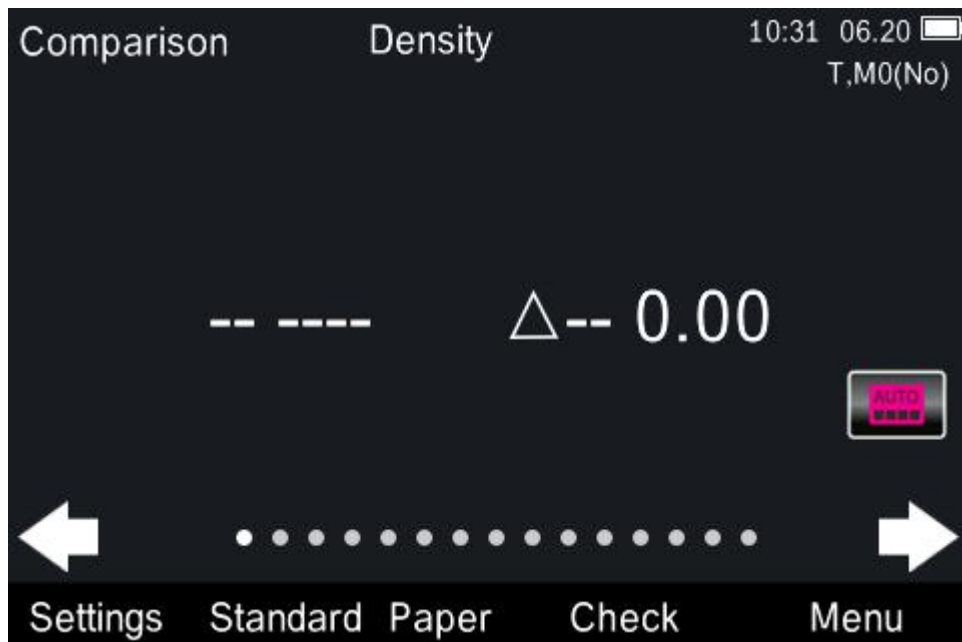 Comparison Density 10:31 06.20
T,M0(No)
-- ---- △-- 0.00
AUTO
Settings Standard Paper Check Menu